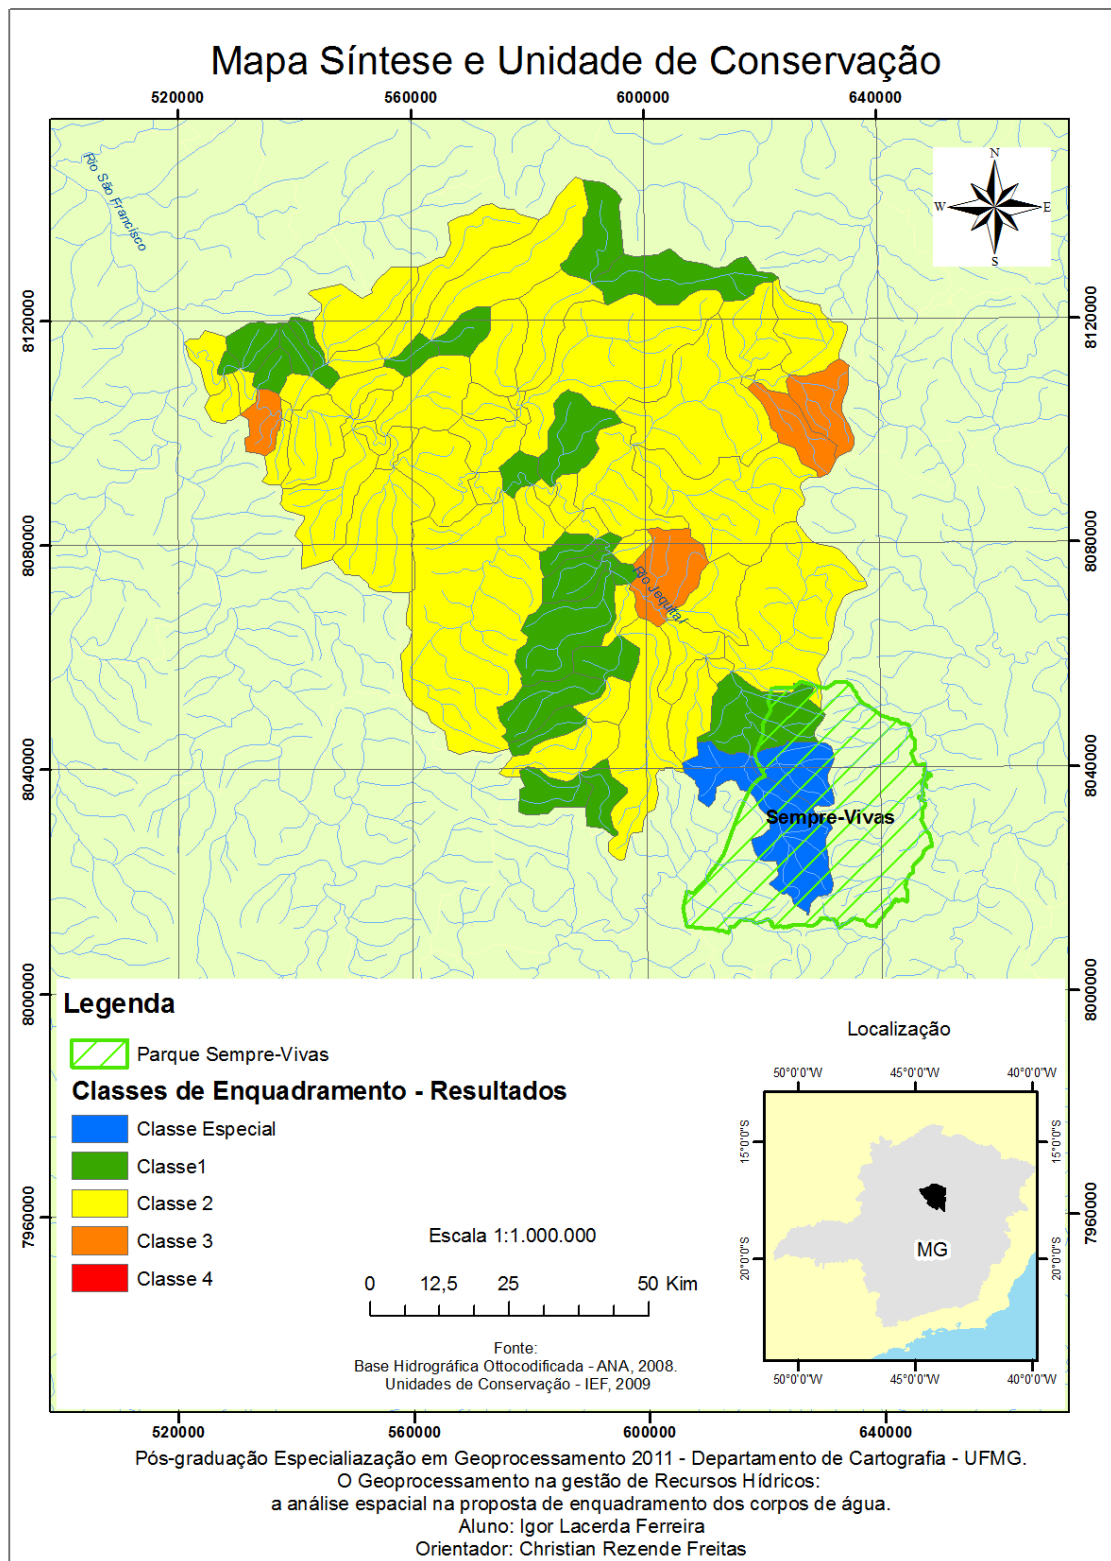 Mapa Síntese e Unidade de Conservação
520000 560000 600000 640000
Rio São Francisco
N
W E
S
8120000 8120000
8080000 8080000
Rio Jequitaí
8040000 8040000
Sempre-Vivas
8000000 8000000
Legenda
Parque Sempre-Vivas
Classes de Enquadramento - Resultados
Classe Especial
Classe1
Classe 2
Classe 3
Classe 4
7960000 7960000
Escala 1:1.000.000
0 12,5 25 50 Kim
Fonte:
Base Hidrográfica Ottocodificada - ANA, 2008.
Unidades de Conservação - IEF, 2009
Localização
50°0'0"W 45°0'0"W 40°0'0"W
15°0'0"S 15°0'0"S
MG
20°0'0"S 20°0'0"S
50°0'0"W 45°0'0"W 40°0'0"W
520000 560000 600000 640000
Pós-graduação Especialiazação em Geoprocessamento 2011 - Departamento de Cartografia - UFMG.
O Geoprocessamento na gestão de Recursos Hídricos:
a análise espacial na proposta de enquadramento dos corpos de água.
Aluno: Igor Lacerda Ferreira
Orientador: Christian Rezende Freitas